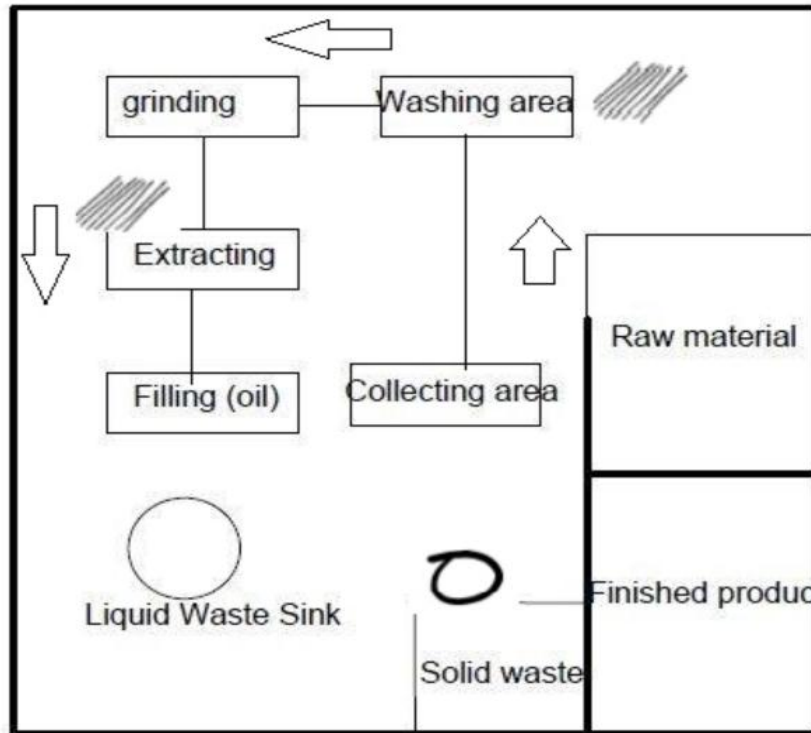 grinding
Washing area
Extracting
Raw material
Filling (oil)
Collecting area
Liquid Waste Sink
Finished produc
Solid waste